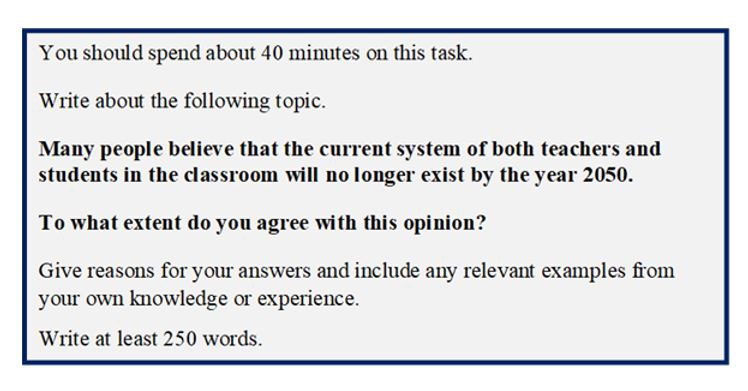 You should spend about 40 minutes on this task.
Write about the following topic.
Many people believe that the current system of both teachers and
students in the classroom will no longer exist by the year 2050.
To what extent do you agree with this opinion?
Give reasons for your answers and include any relevant examples from
your own knowledge or experience.
Write at least 250 words.